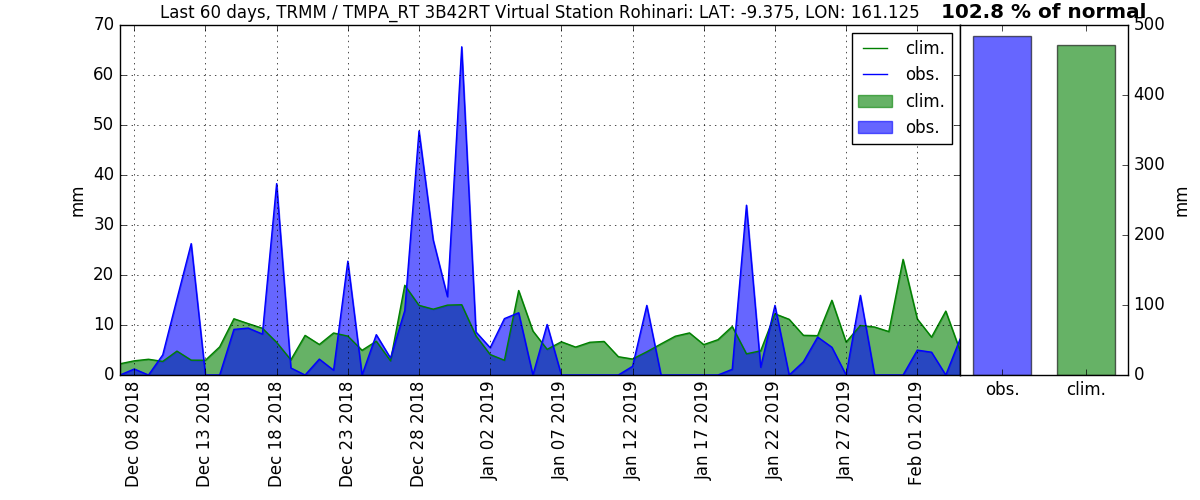 Last 60 days, TRMM / TMPA_RT 3B42RT Virtual Station Rohinari: LAT: -9.375, LON: 161.125
102.8 % of normal
70
60
50
40
30
20
10
0
mm
clim.
obs.
clim.
obs.
Dec 08 2018
Dec 13 2018
Dec 18 2018
Dec 23 2018
Dec 28 2018
Jan 02 2019
Jan 07 2019
Jan 12 2019
Jan 17 2019
Jan 22 2019
Jan 27 2019
Feb 01 2019
500
400
300
200
100
0
mm
obs.
clim.